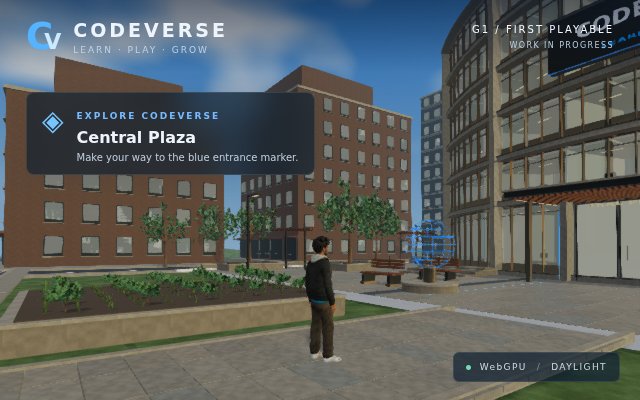 Cv CODEVERSE
LEARN · PLAY · GROW
G1 / FIRST PLAYABLE
WORK IN PROGRESS
EXPLORE CODEVERSE
Central Plaza
Make your way to the blue entrance marker.
WebGPU / DAYLIGHT